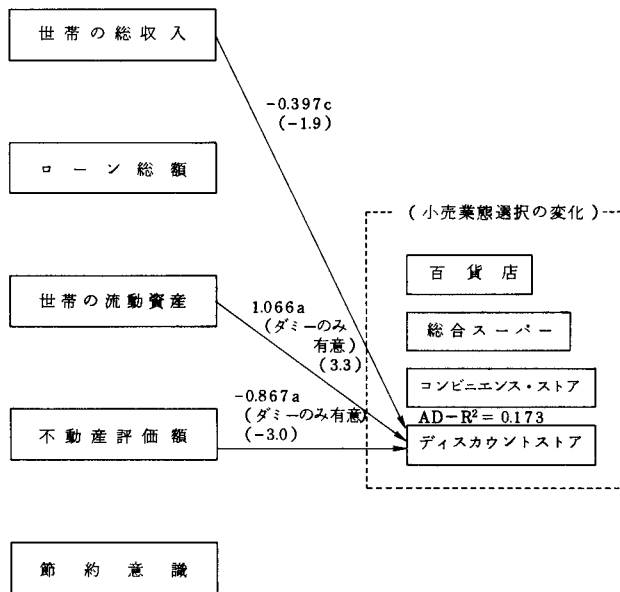 世帯の総収入
-0.397c
(-1.9)
ローン総額
(小売業態選択の変化)
百貨店
世帯の流動資産
1.066a
(ダミーのみ
有意)
(3.3)
総合スーパー
コンビニエンス・ストア
-0.867a
(ダミーのみ有意)
(-3.0)
AD-R² = 0.173
不動産評価額
ディスカウントストア
節約意識